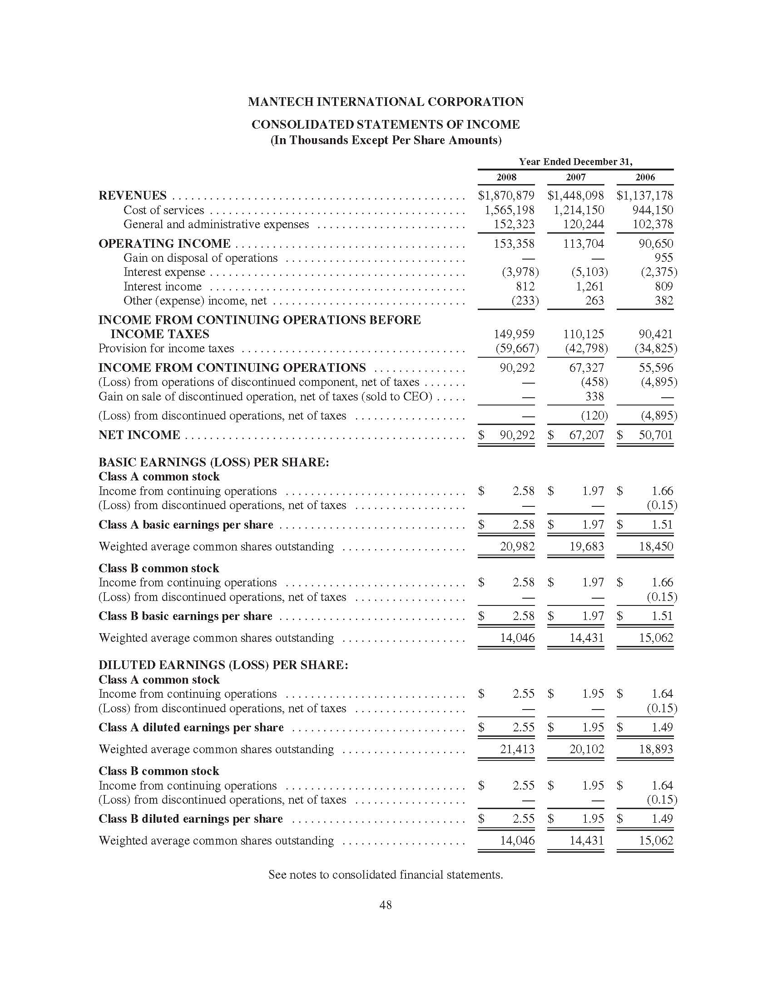 MANTECH INTERNATIONAL CORPORATION
CONSOLIDATED STATEMENTS OF INCOME
(In Thousands Except Per Share Amounts)
Year Ended December 31,
2008 2007 2006
REVENUES $1,870,879 $1,448,098 $1,137,178
Cost of services 1,565,198 1,214,150 944,150
General and administrative expenses 152,323 120,244 102,378
OPERATING INCOME 153,358 113,704 90,650
Gain on disposal of operations — — 955
Interest expense (3,978) (5,103) (2,375)
Interest income 812 1,261 809
Other (expense) income, net (233) 263 382
INCOME FROM CONTINUING OPERATIONS BEFORE
INCOME TAXES 149,959 110,125 90,421
Provision for income taxes (59,667) (42,798) (34,825)
INCOME FROM CONTINUING OPERATIONS 90,292 67,327 55,596
(Loss) from operations of discontinued component, net of taxes — (458) (4,895)
Gain on sale of discontinued operation, net of taxes (sold to CEO) — 338 —
(Loss) from discontinued operations, net of taxes — (120) (4,895)
NET INCOME $ 90,292 $ 67,207 $ 50,701
BASIC EARNINGS (LOSS) PER SHARE:
Class A common stock
Income from continuing operations $ 2.58 $ 1.97 $ 1.66
(Loss) from discontinued operations, net of taxes — — (0.15)
Class A basic earnings per share $ 2.58 $ 1.97 $ 1.51
Weighted average common shares outstanding 20,982 19,683 18,450
Class B common stock
Income from continuing operations $ 2.58 $ 1.97 $ 1.66
(Loss) from discontinued operations, net of taxes — — (0.15)
Class B basic earnings per share $ 2.58 $ 1.97 $ 1.51
Weighted average common shares outstanding 14,046 14,431 15,062
DILUTED EARNINGS (LOSS) PER SHARE:
Class A common stock
Income from continuing operations $ 2.55 $ 1.95 $ 1.64
(Loss) from discontinued operations, net of taxes — — (0.15)
Class A diluted earnings per share $ 2.55 $ 1.95 $ 1.49
Weighted average common shares outstanding 21,413 20,102 18,893
Class B common stock
Income from continuing operations $ 2.55 $ 1.95 $ 1.64
(Loss) from discontinued operations, net of taxes — — (0.15)
Class B diluted earnings per share $ 2.55 $ 1.95 $ 1.49
Weighted average common shares outstanding 14,046 14,431 15,062
See notes to consolidated financial statements.
48